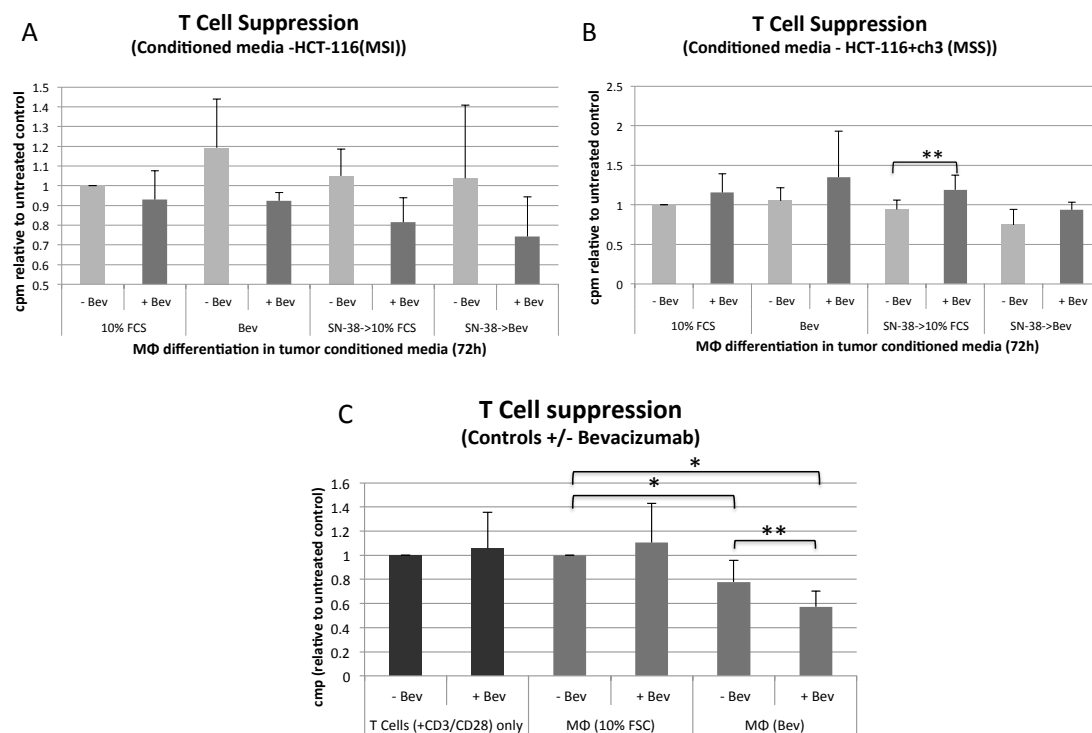 A
T Cell Suppression
(Conditioned media -HCT-116(MSI))
cpm relative to untreated control
1.5
1.4
1.3
1.2
1.1
1
0.9
0.8
0.7
0.6
0.5
- Bev + Bev - Bev + Bev - Bev + Bev - Bev + Bev
10% FCS Bev SN-38->10% FCS SN-38->Bev
MΦ differentiation in tumor conditioned media (72h)
B
T Cell Suppression
(Conditioned media - HCT-116+ch3 (MSS))
cpm relative to untreated control
2.5
2
1.5
1
0.5
0
**
- Bev + Bev - Bev + Bev - Bev + Bev - Bev + Bev
10% FCS Bev SN-38->10% FCS SN-38->Bev
MΦ differentiation in tumor conditioned media (72h)
C
T Cell suppression
(Controls +/- Bevacizumab)
cmp (relative to untreated control)
1.6
1.4
1.2
1
0.8
0.6
0.4
0.2
0
*
*
**
- Bev + Bev - Bev + Bev - Bev + Bev
T Cells (+CD3/CD28) only MΦ (10% FSC) MΦ (Bev)